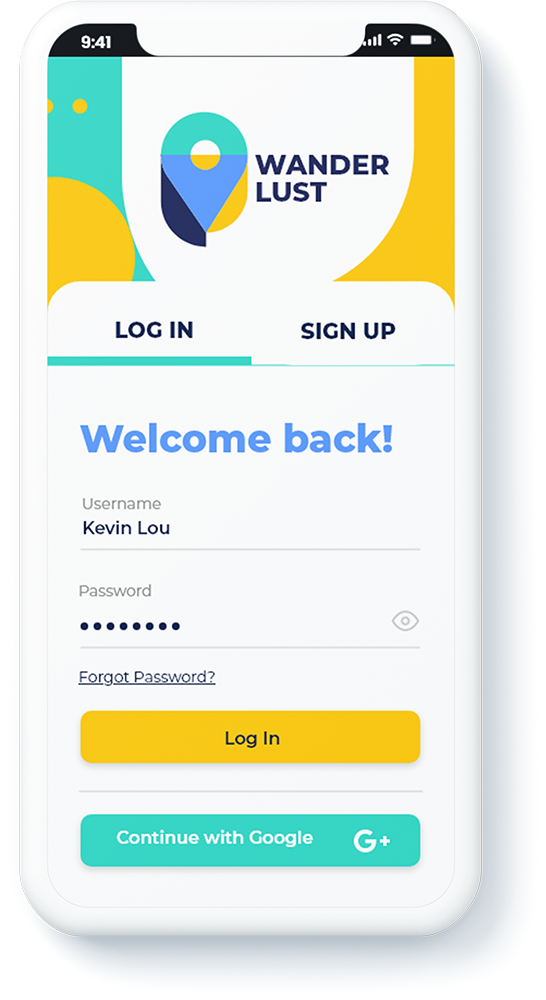 9:41
WANDER
LUST
LOG IN
SIGN UP
Welcome back!
Username
Kevin Lou
Password
Forgot Password?
Log In
Continue with Google G+